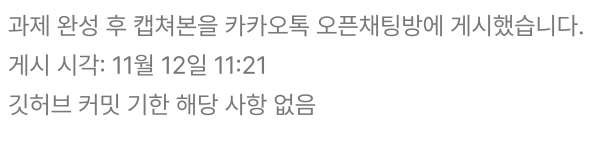 과제 완성 후 캡쳐본을 카카오톡 오픈채팅방에 게시했습니다.
게시 시각: 11월 12일 11:21
깃허브 커밋 기한 해당 사항 없음